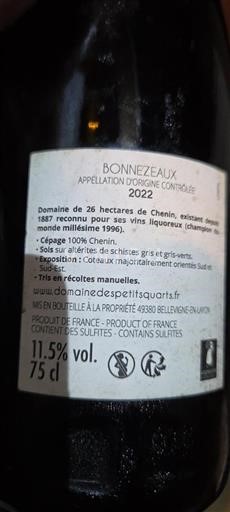 BONNEZEAUX
APPELLATION D'ORIGINE CONTRÔLÉE
2022
Domaine de 26 hectares de Chenin, existant depuis
1887 reconnu pour ses vins liquoreux (champion du
monde millésime 1996).
• Cépage 100% Chenin.
• Sols sur altérites de schistes gris et gris-verts.
• Exposition : Coteaux majoritairement orientés Sud et
Sud-Est.
• Tris en récoltes manuelles.
www.domainedespetitsquarts.fr
MIS EN BOUTEILLE À LA PROPRIÉTÉ 49380 BELLEVIGNE-EN-LAYON
PRODUIT DE FRANCE - PRODUCT OF FRANCE
CONTIENT DES SULFITES - CONTAINS SULFITES
11.5% vol.
75 cl